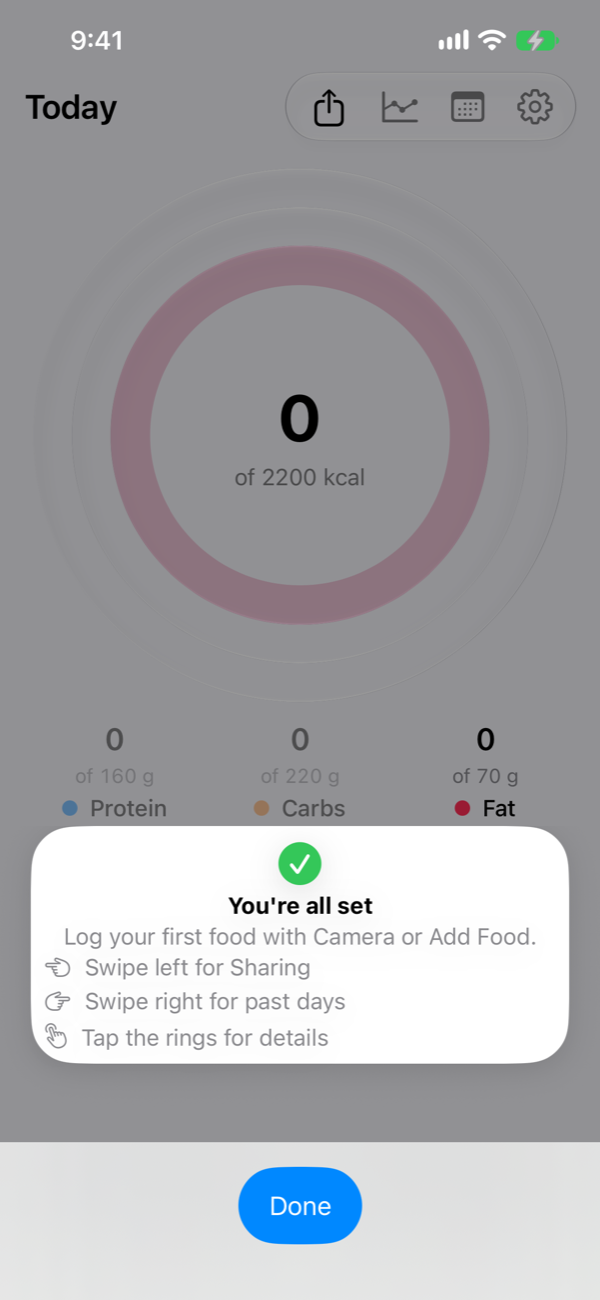 9:41
Today
0
of 2200 kcal
0
of 160 g
Protein
0
of 220 g
Carbs
0
of 70 g
Fat
You're all set
Log your first food with Camera or Add Food.
Swipe left for Sharing
Swipe right for past days
Tap the rings for details
Done